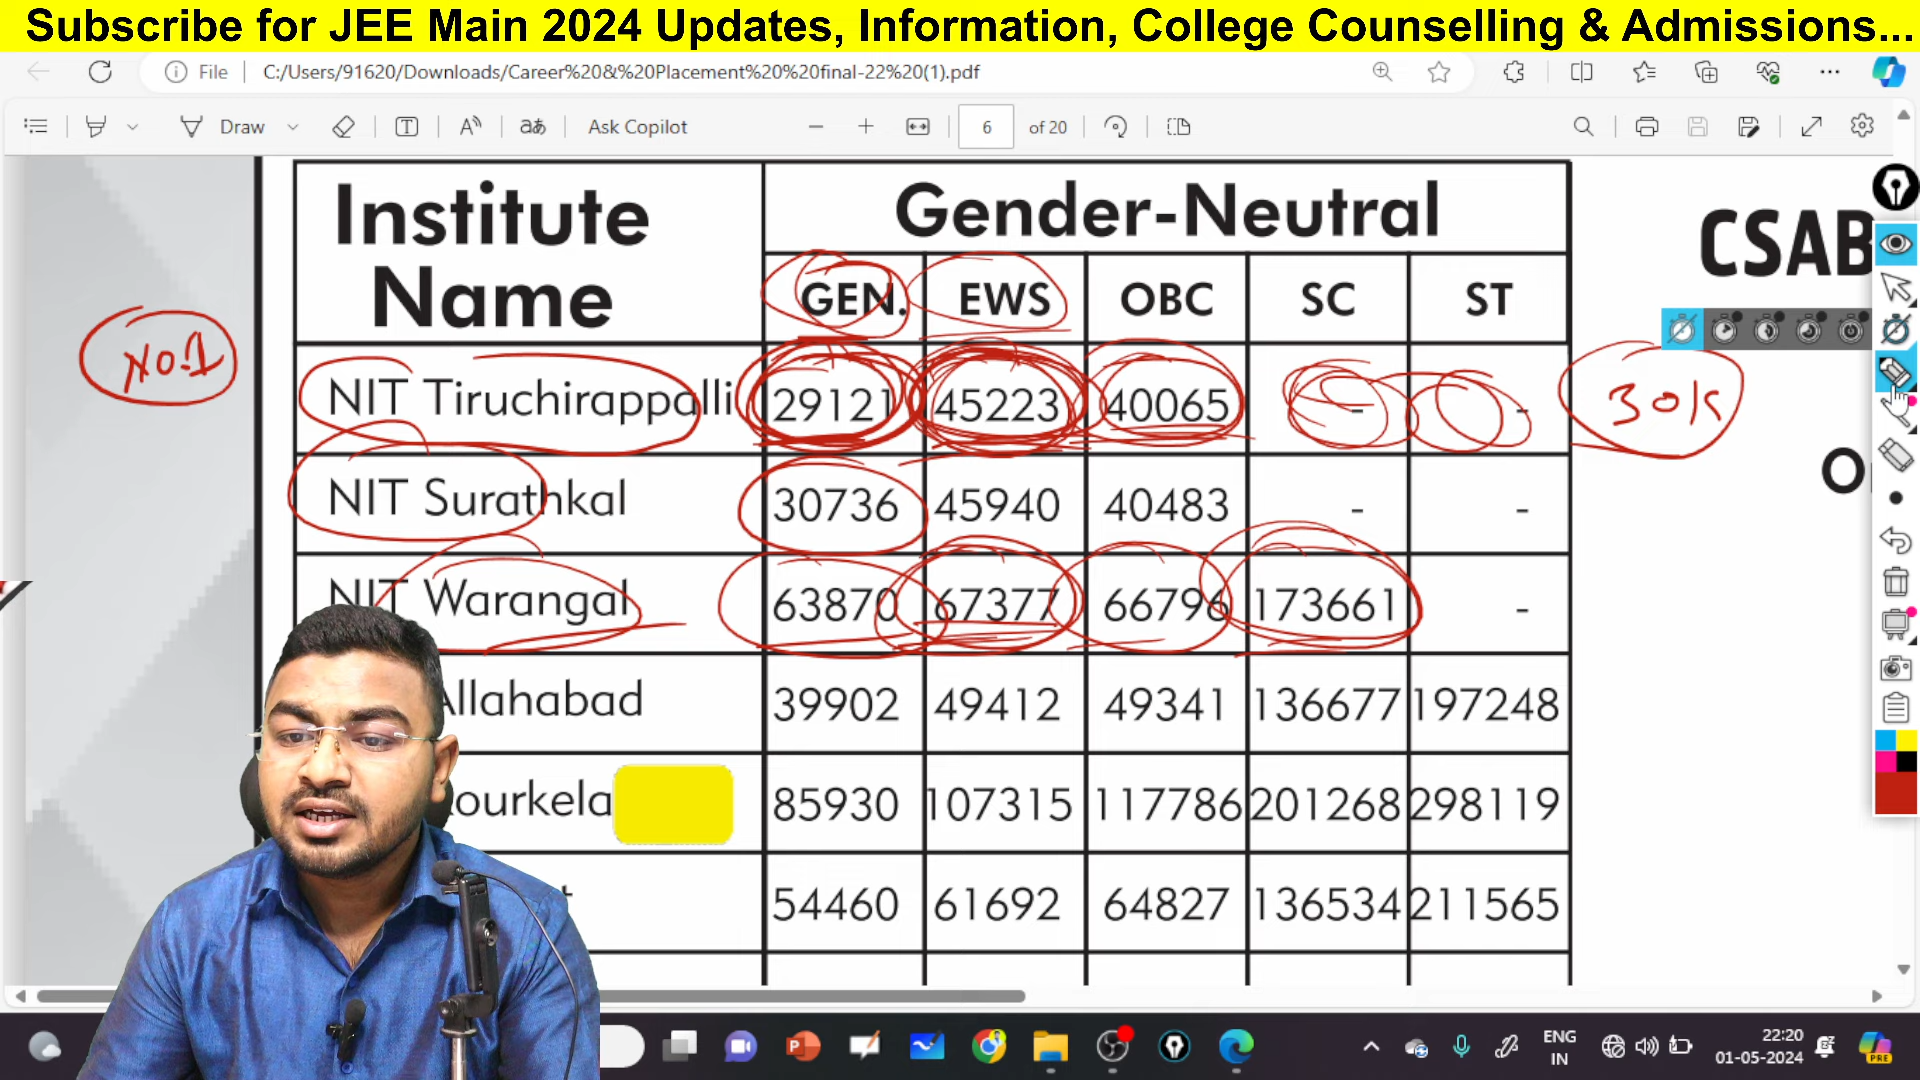 Subscribe for JEE Main 2024 Updates, Information, College Counselling & Admissions...
File C:/Users/91620/Downloads/Career%20&%20Placement%20%20final-22%20(1).pdf
Draw Ask Copilot 6 of 20
Institute Name Gender-Neutral CSAB
GEN. EWS OBC SC ST
No.1
NIT Tiruchirappalli 29121 45223 40065 - - 30K
NIT Surathkal 30736 45940 40483 - -
NIT Warangal 63870 67377 66796 173661 -
Allahabad 39902 49412 49341 136677 197248
ourkela 85930 107315 117786 201268 298119
54460 61692 64827 136534 211565
ENG 22:20
IN 01-05-2024
PRE